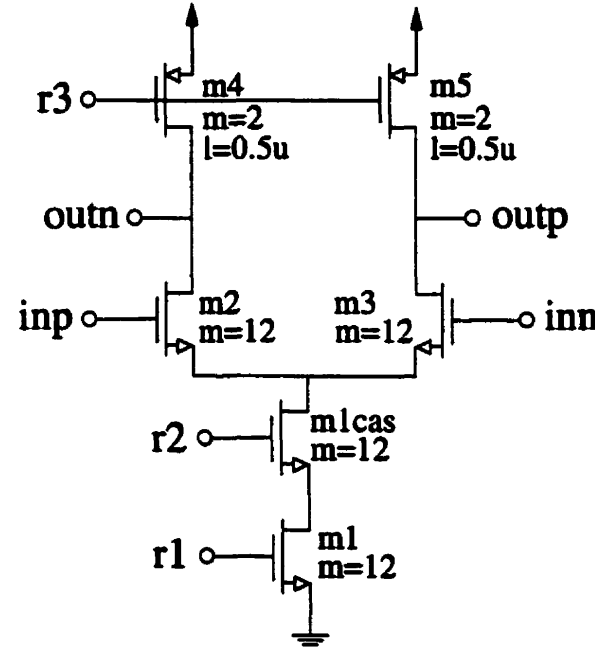 r3
m4
m=2
l=0.5u
m5
m=2
l=0.5u
outn
outp
inp
m2
m=12
m3
m=12
inn
r2
m1cas
m=12
r1
m1
m=12